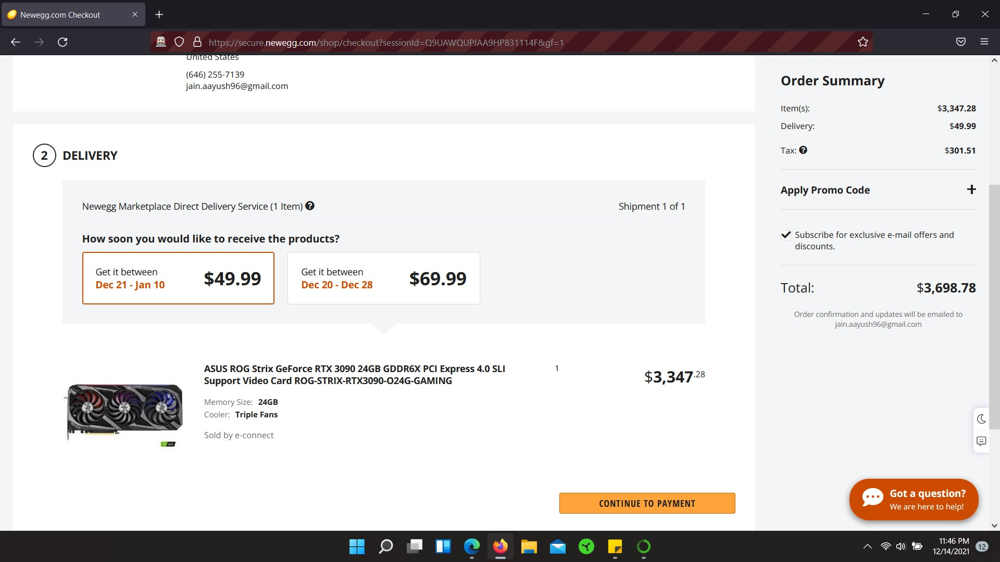 Newegg.com Checkout
https://secure.newegg.com/shop/checkout?sessionId=Q9UAWQUPJAA9HP831114F&gf=1
United States
(646) 255-7139
jain.aayush96@gmail.com
2 DELIVERY
Newegg Marketplace Direct Delivery Service (1 Item) ?
Shipment 1 of 1
How soon you would like to receive the products?
Get it between
Dec 21 - Jan 10
$49.99
Get it between
Dec 20 - Dec 28
$69.99
ASUS ROG Strix GeForce RTX 3090 24GB GDDR6X PCI Express 4.0 SLI
Support Video Card ROG-STRIX-RTX3090-O24G-GAMING
1
$3,347.28
Memory Size: 24GB
Cooler: Triple Fans
Sold by e-connect
CONTINUE TO PAYMENT
Order Summary
Item(s): $3,347.28
Delivery: $49.99
Tax: ? $301.51
Apply Promo Code +
Subscribe for exclusive e-mail offers and
discounts.
Total: $3,698.78
Order confirmation and updates will be emailed to
jain.aayush96@gmail.com
Got a question?
We are here to help!
11:46 PM
12/14/2021
12